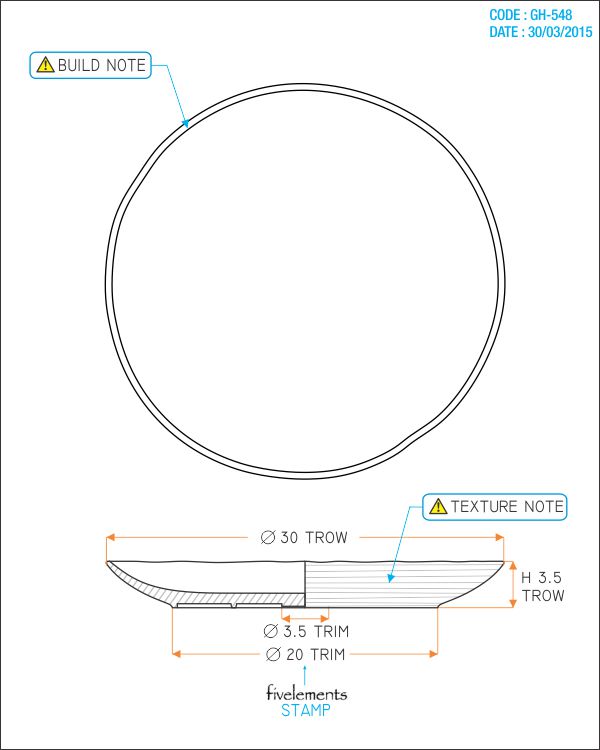 CODE : GH-548
DATE : 30/03/2015
BUILD NOTE
TEXTURE NOTE
Ø 30 TROW
H 3.5
TROW
Ø 3.5 TRIM
Ø 20 TRIM
fivelements
STAMP